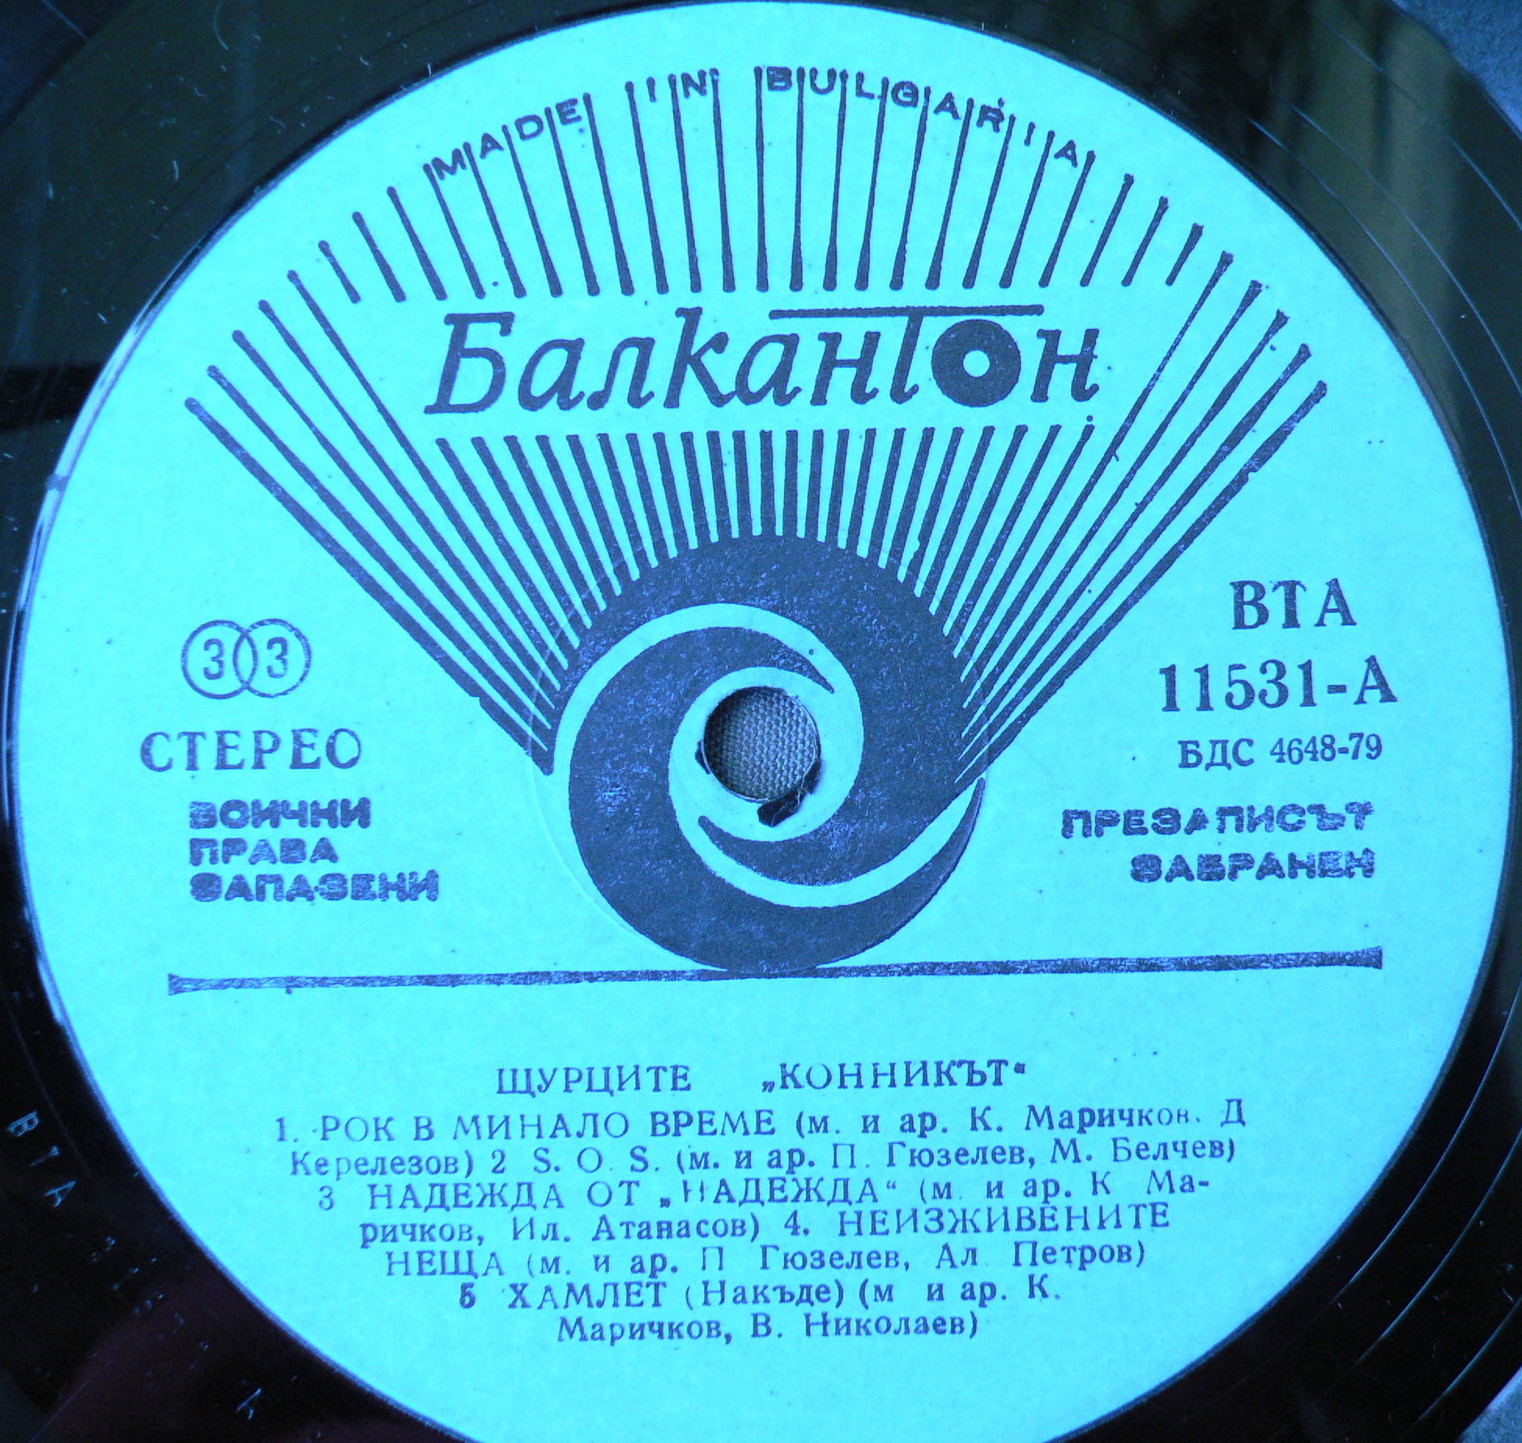 MADE IN BULGARIA
Балкантон
33
СТЕРЕО
ВСИЧКИ
ПРАВА
ЗАПАЗЕНИ
ВТА
11531-А
БДС 4648-79
ПРЕЗАПИСЪТ
ЗАБРАНЕН
ЩУРЦИТЕ „КОННИКЪТ“
1. РОК В МИНАЛО ВРЕМЕ (м. и ар. К. Маричков. Д
Керелезов) 2 S. O. S. (м. и ар. П. Гюзелев, М. Белчев)
3 НАДЕЖДА ОТ „НАДЕЖДА“ (м. и ар. К Ма-
ричков, Ил. Атанасов) 4. НЕИЗЖИВЕНИТЕ
НЕЩА (м. и ар. П Гюзелев, Ал Петров)
5 ХАМЛЕТ (Накъде) (м и ар. К.
Маричков, В. Николаев)
ВТА